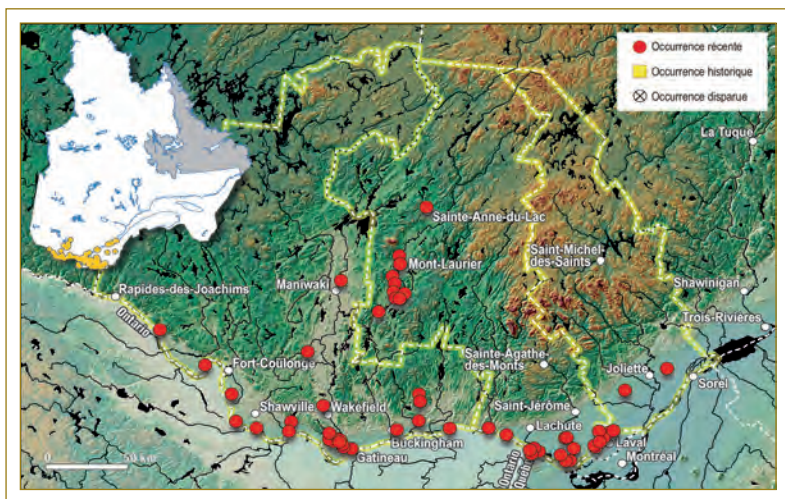 Occurrence récente
Occurrence historique
Occurrence disparue
La Tuque
Sainte-Anne-du-Lac
Saint-Michel
des-Saints
Mont-Laurier
Maniwaki
Rapides-des-Joachims
Shawinigan
Ontario
Trois-Rivières
Fort-Coulonge
Sainte-Agathe
des-Monts
Joliette
Sorel
Shawville
Wakefield
Saint-Jérôme
Lachute
Buckingham
Laval
Gatineau
Montréal
0 50 km
Ontario